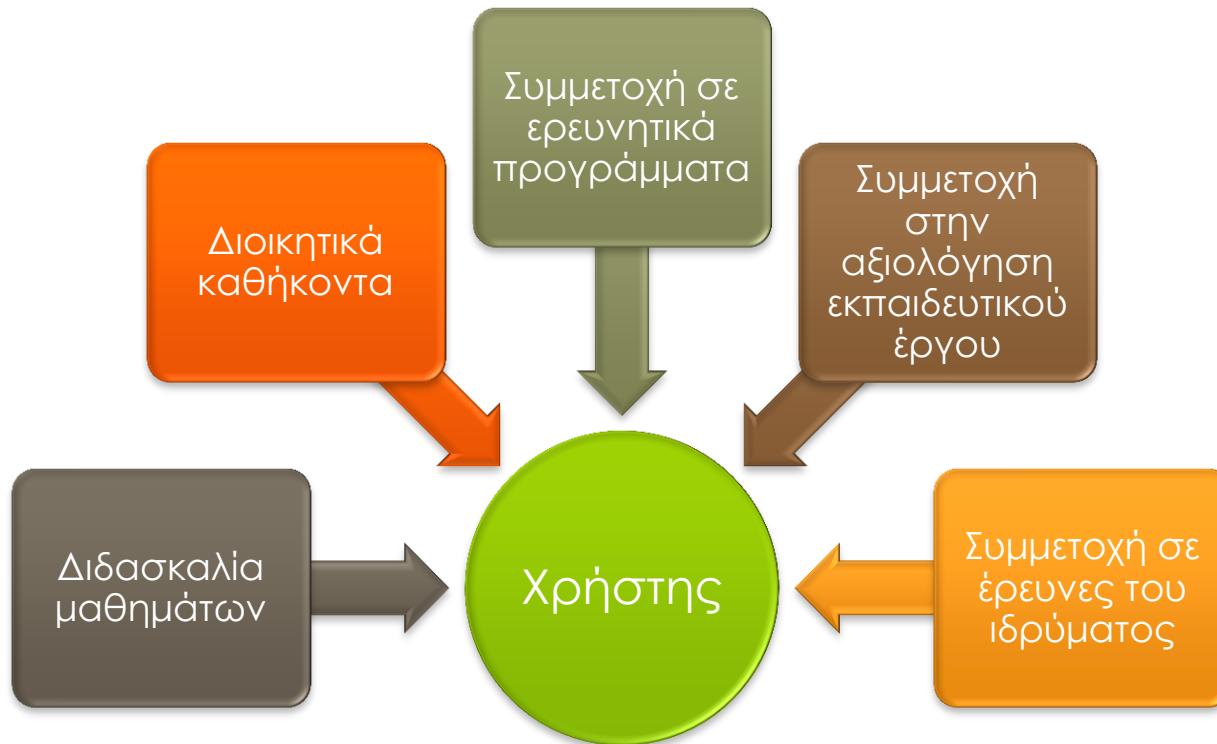 Συμμετοχή σε
ερευνητικά
προγράμματα
Διοικητικά
καθήκοντα
Συμμετοχή
στην
αξιολόγηση
εκπαιδευτικού
έργου
Διδασκαλία
μαθημάτων
Χρήστης
Συμμετοχή σε
έρευνες του
ιδρύματος